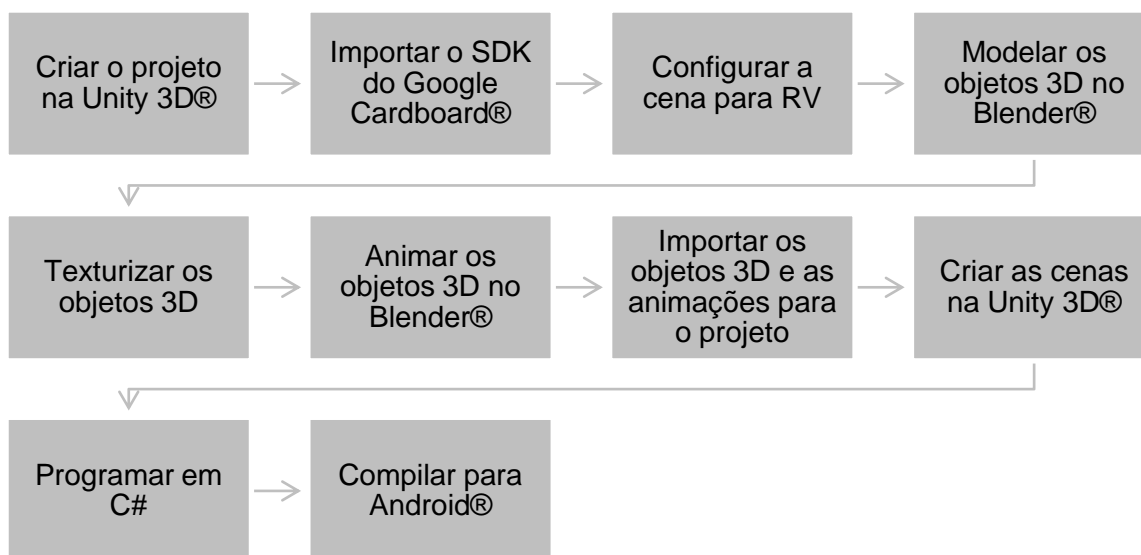 Criar o projeto
na Unity 3D®
Importar o SDK
do Google
Cardboard®
Configurar a
cena para RV
Modelar os
objetos 3D no
Blender®
Texturizar os
objetos 3D
Animar os
objetos 3D no
Blender®
Importar os
objetos 3D e as
animações para
o projeto
Criar as cenas
na Unity 3D®
Programar em
C#
Compilar para
Android®